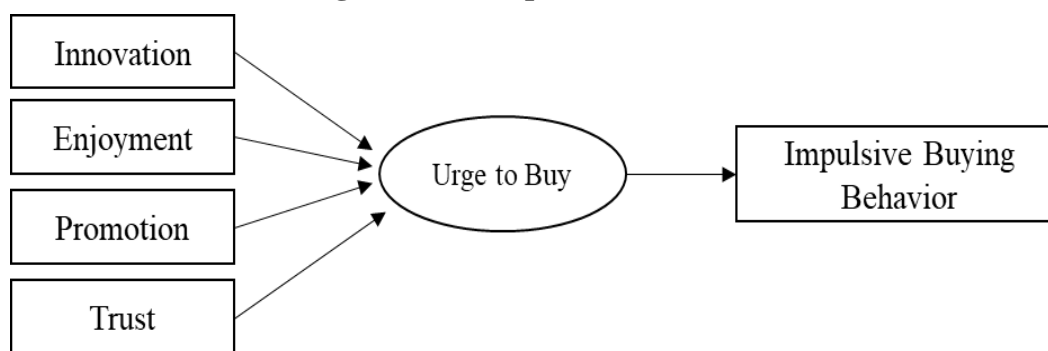 Innovation
Enjoyment
Promotion
Trust
Urge to Buy
Impulsive Buying
Behavior